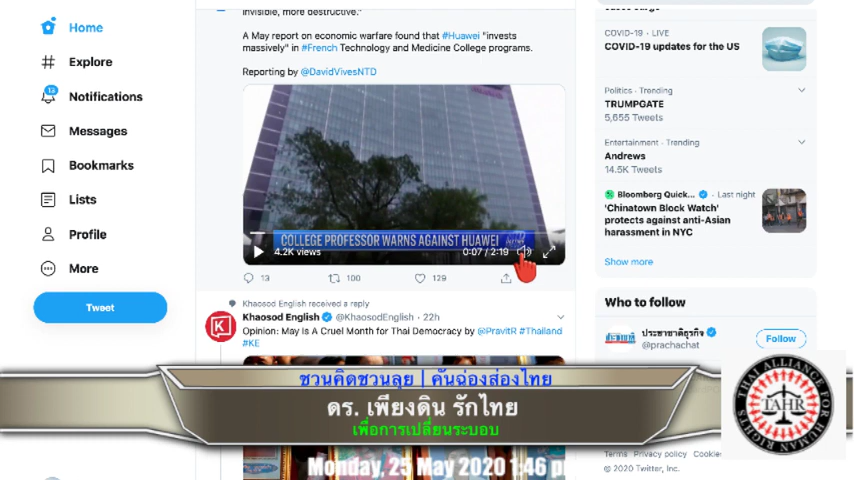 Home
Explore
13
Notifications
Messages
Bookmarks
Lists
Profile
More
Tweet
invisible, more destructive."
A May report on economic warfare found that #Huawei "invests
massively" in #French Technology and Medicine College programs.
Reporting by @DavidVivesNTD
COLLEGE PROFESSOR WARNS AGAINST HUAWEI
4.2K views
0:07 / 2:19
13
100
129
Khaosod English received a reply
Khaosod English @KhaosodEnglish · 22h
Opinion: May Is A Cruel Month for Thai Democracy by @PravitR #Thailand
#KE
COVID-19 · LIVE
COVID-19 updates for the US
Politics · Trending
TRUMPGATE
5,655 Tweets
Entertainment · Trending
Andrews
14.5K Tweets
Bloomberg Quick... · Last night
'Chinatown Block Watch'
protects against anti-Asian
harassment in NYC
Show more
Who to follow
ประชาชาติธุรกิจ
@prachachat
Follow
Terms Privacy policy Cookies
© 2020 Twitter, Inc.
ชวนคิดชวนลุย | คันฉ่องส่องไทย
ดร. เพียงดิน รักไทย
เพื่อการเปลี่ยนระบอบ
Monday, 25 May 2020 1:46 p
THAI ALLIANCE FOR HUMAN RIGHTS
TAHR